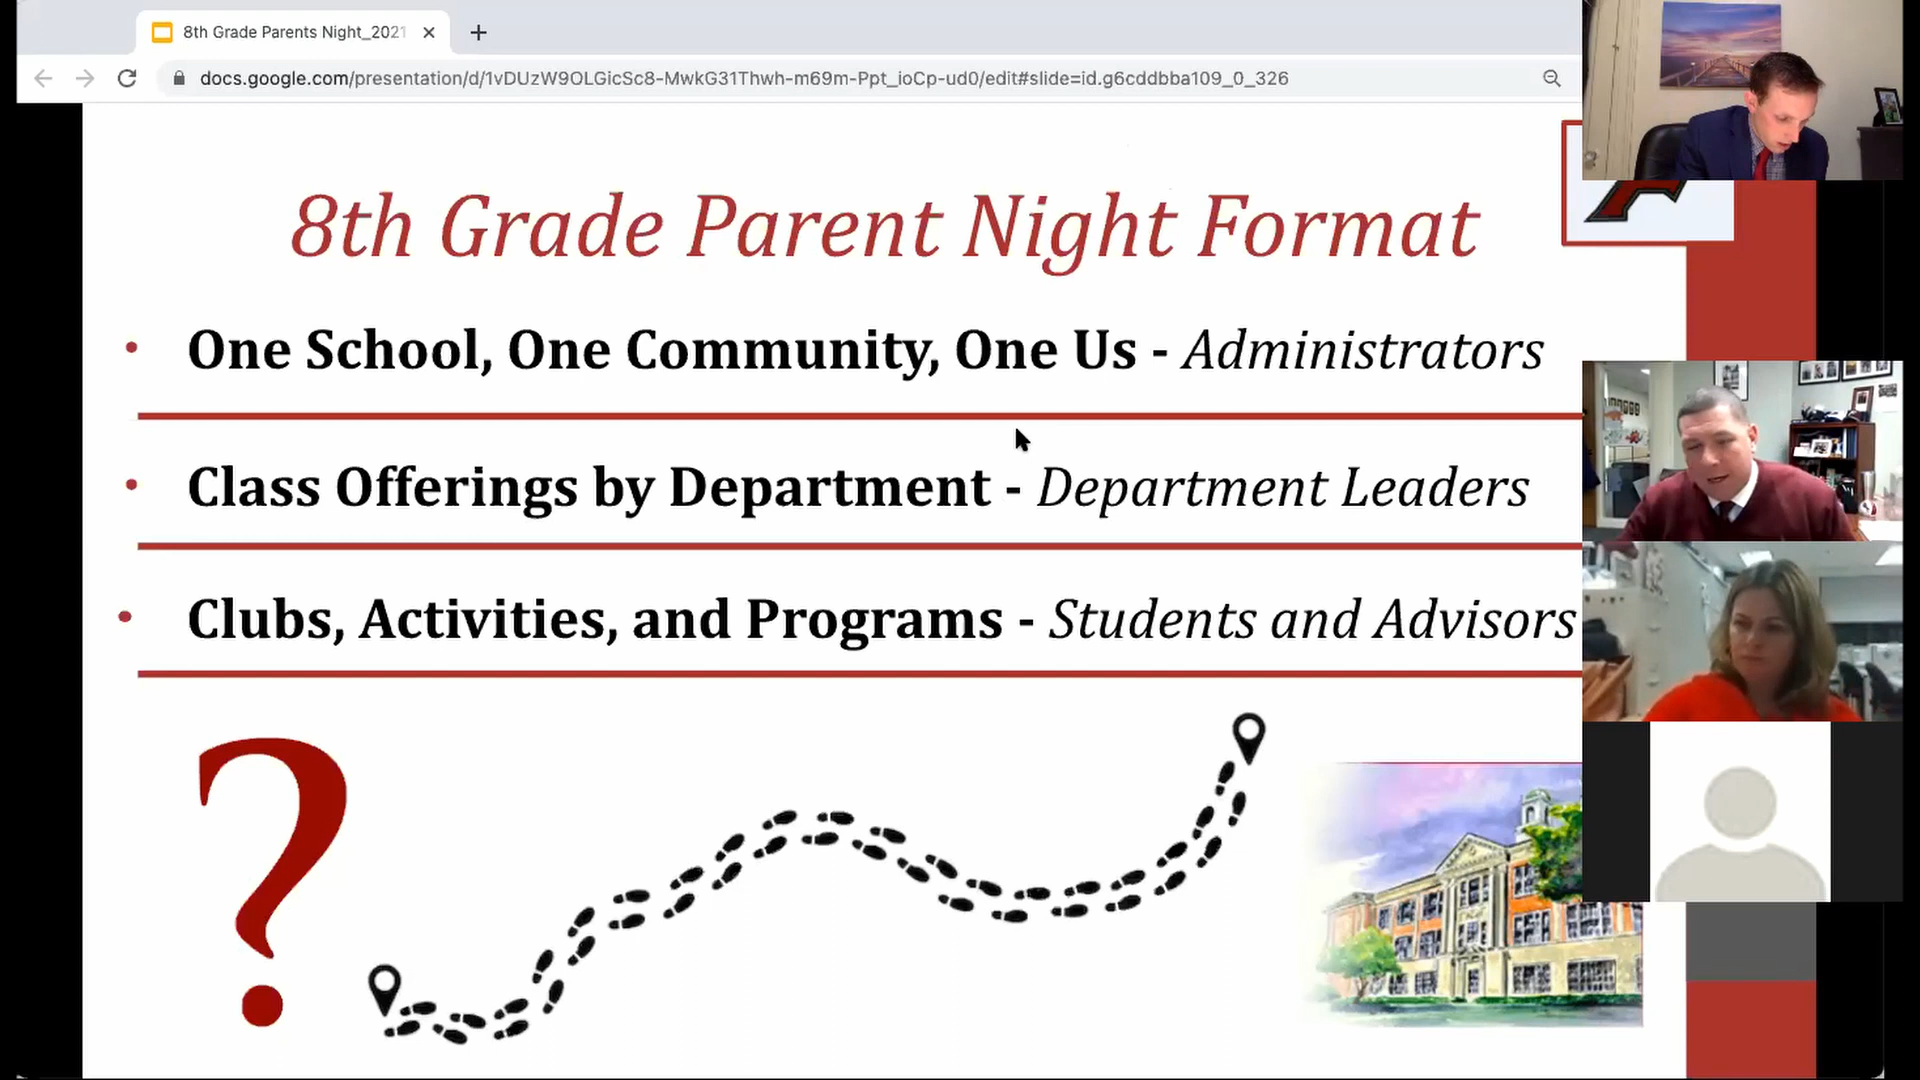 8th Grade Parents Night_2021
docs.google.com/presentation/d/1vDUzW9OLGicSc8-MwkG31Thwh-m69m-Ppt_ioCp-ud0/edit#slide=id.g6cddbba109_0_326
8th Grade Parent Night Format
• One School, One Community, One Us - Administrators
• Class Offerings by Department - Department Leaders
• Clubs, Activities, and Programs - Students and Advisors
?